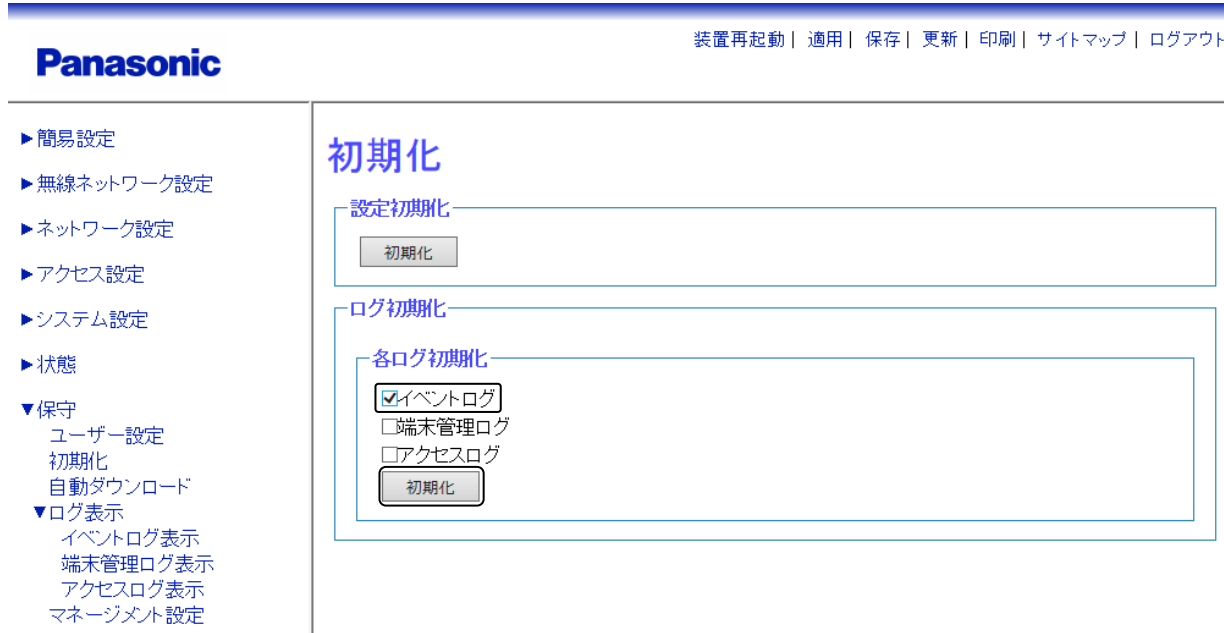 装置再起動| 適用| 保存| 更新| 印刷| サイトマップ| ログアウト
Panasonic
▶簡易設定
▶無線ネットワーク設定
▶ネットワーク設定
▶アクセス設定
▶システム設定
▶状態
▼保守
ユーザー設定
初期化
自動ダウンロード
▼ログ表示
イベントログ表示
端末管理ログ表示
アクセスログ表示
マネージメント設定
初期化
設定初期化
初期化
ログ初期化
各ログ初期化
イベントログ
端末管理ログ
アクセスログ
初期化